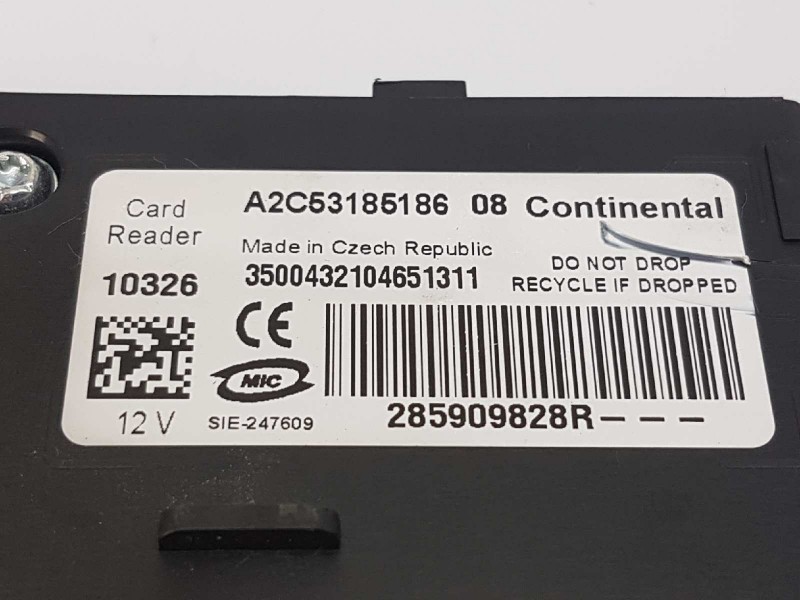 Card Reader
A2C53185186 08 Continental
Made in Czech Republic
10326
3500432104651311
DO NOT DROP
RECYCLE IF DROPPED
CE
MIC
12 V
SIE-247609
285909828R---